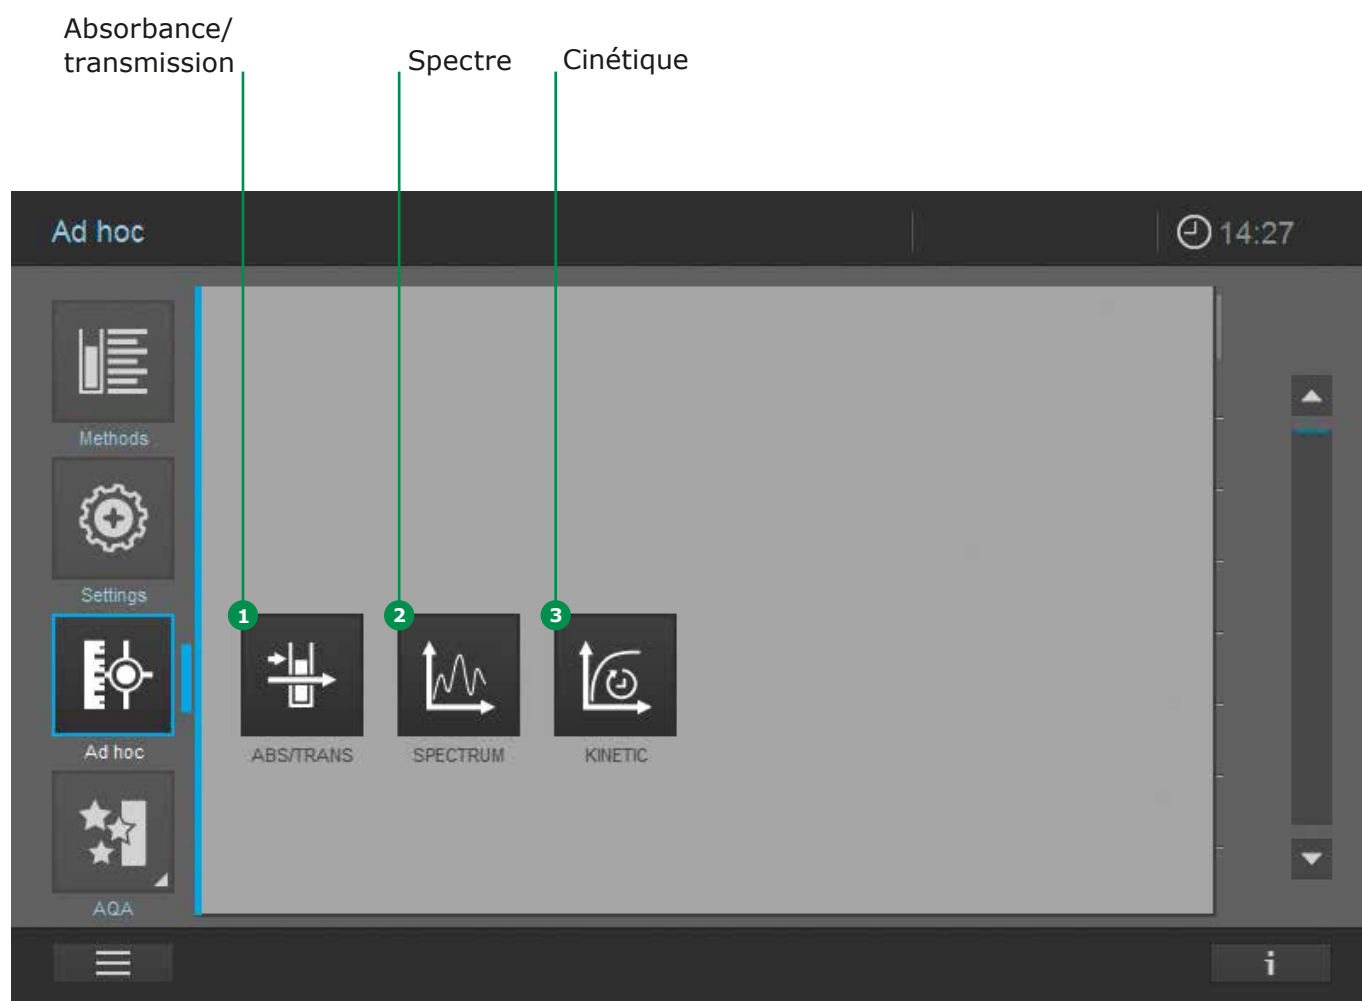 Absorbance/
transmission
Spectre
Cinétique
Ad hoc
14:27
Methods
Settings
1
2
3
Ad hoc
ABS/TRANS
SPECTRUM
KINETIC
AQA
i